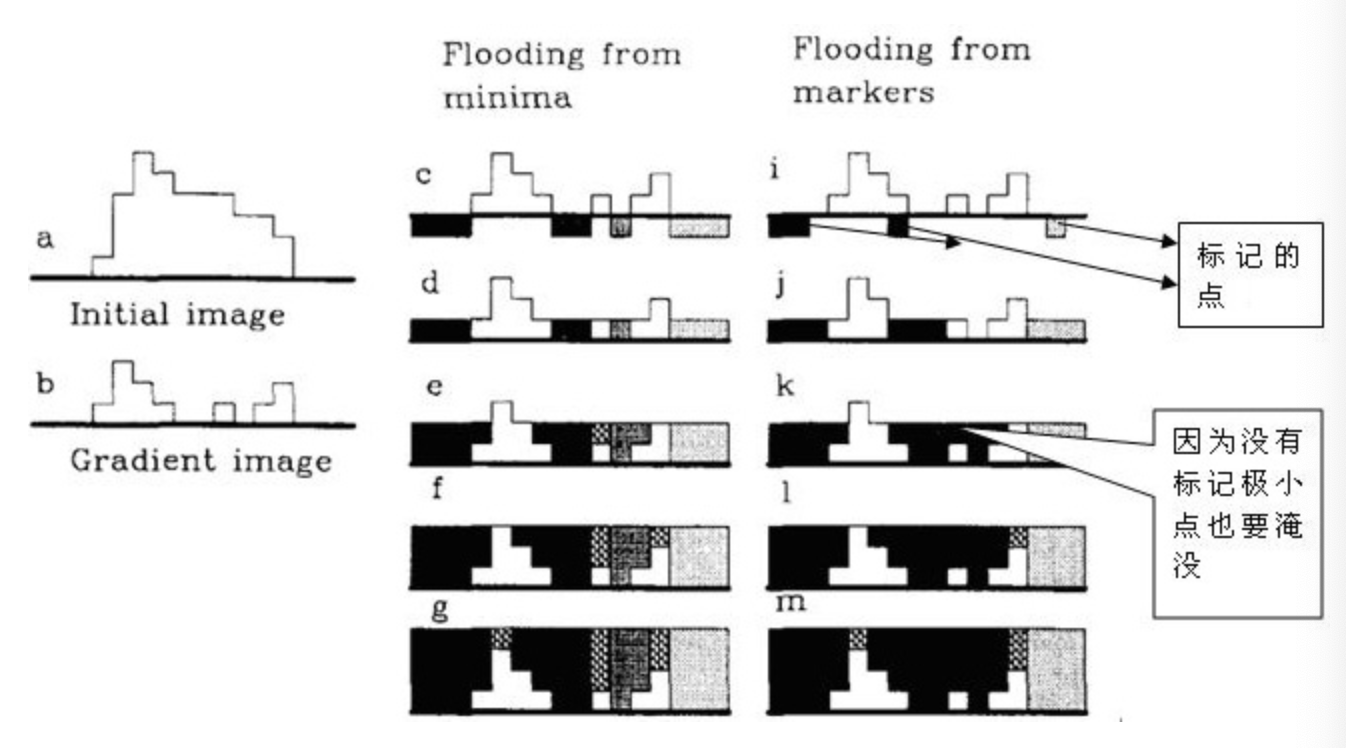 Flooding from
minima
Flooding from
markers
a
Initial image
b
Gradient image
c
d
e
f
g
i
j
k
l
m
标记的
点
因为没有
标记极小
点也要淹
没